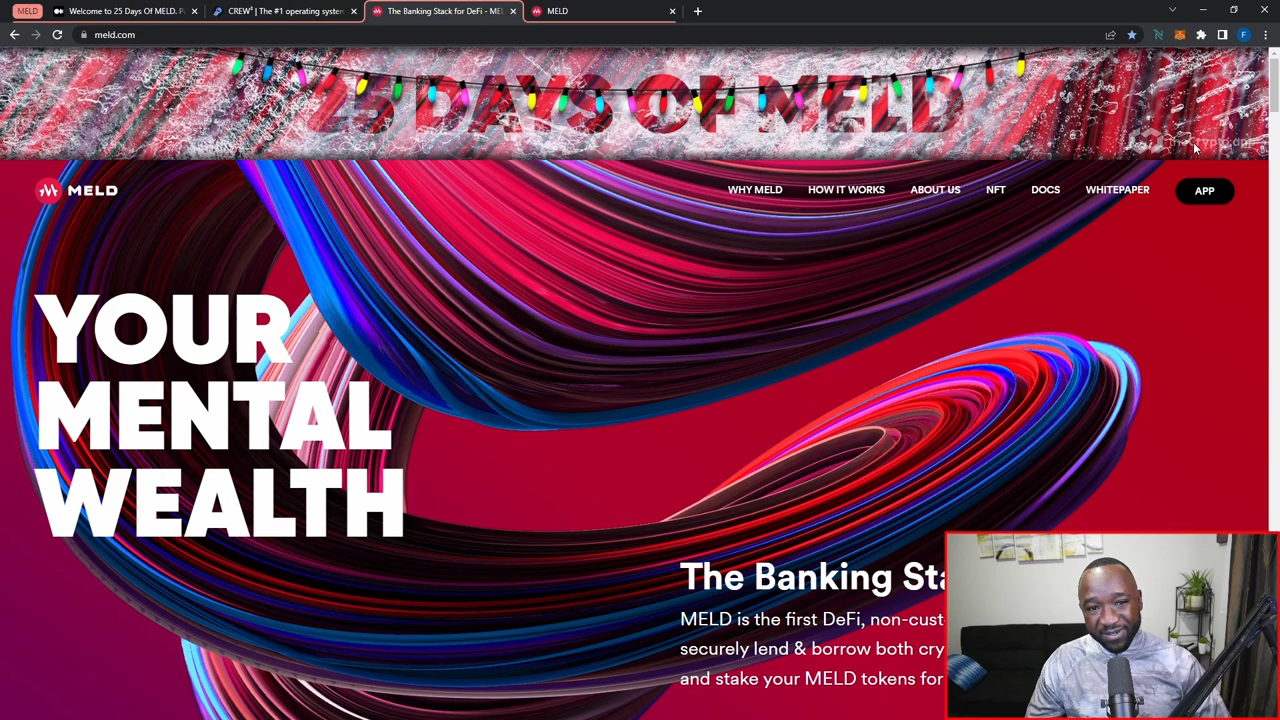 MELD
Welcome to 25 Days Of MELD. P
CREW³ | The #1 operating system
The Banking Stack for DeFi - MEL
MELD
meld.com
F
25 DAYS OF MELD
MELD
WHY MELD
HOW IT WORKS
ABOUT US
NFT
DOCS
WHITEPAPER
APP
YOUR
MENTAL
WEALTH
The Banking Sta
MELD is the first DeFi, non-cust
securely lend & borrow both cry
and stake your MELD tokens for